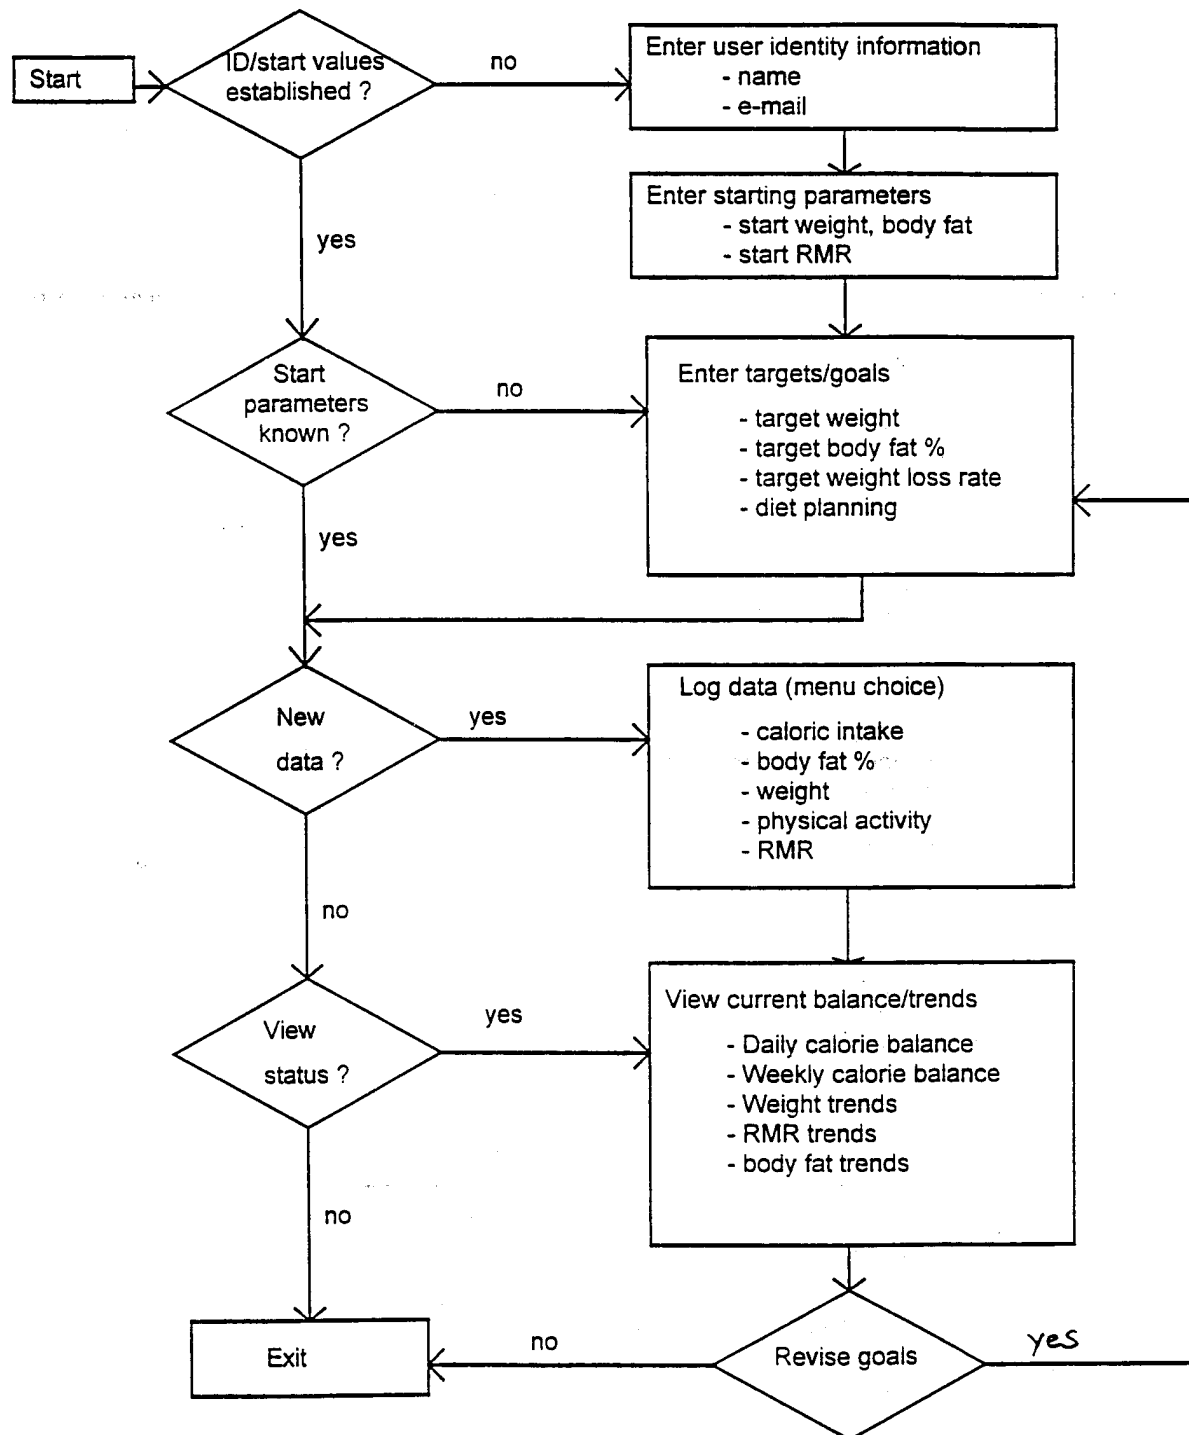 Start
ID/start values
established ?
no
Enter user identity information
- name
- e-mail
yes
Enter starting parameters
- start weight, body fat
- start RMR
Start
parameters
known ?
no
Enter targets/goals
- target weight
- target body fat %
- target weight loss rate
- diet planning
yes
New
data ?
yes
Log data (menu choice)
- caloric intake
- body fat %
- weight
- physical activity
- RMR
no
View
status ?
yes
View current balance/trends
- Daily calorie balance
- Weekly calorie balance
- Weight trends
- RMR trends
- body fat trends
no
Exit
no
Revise goals
yes